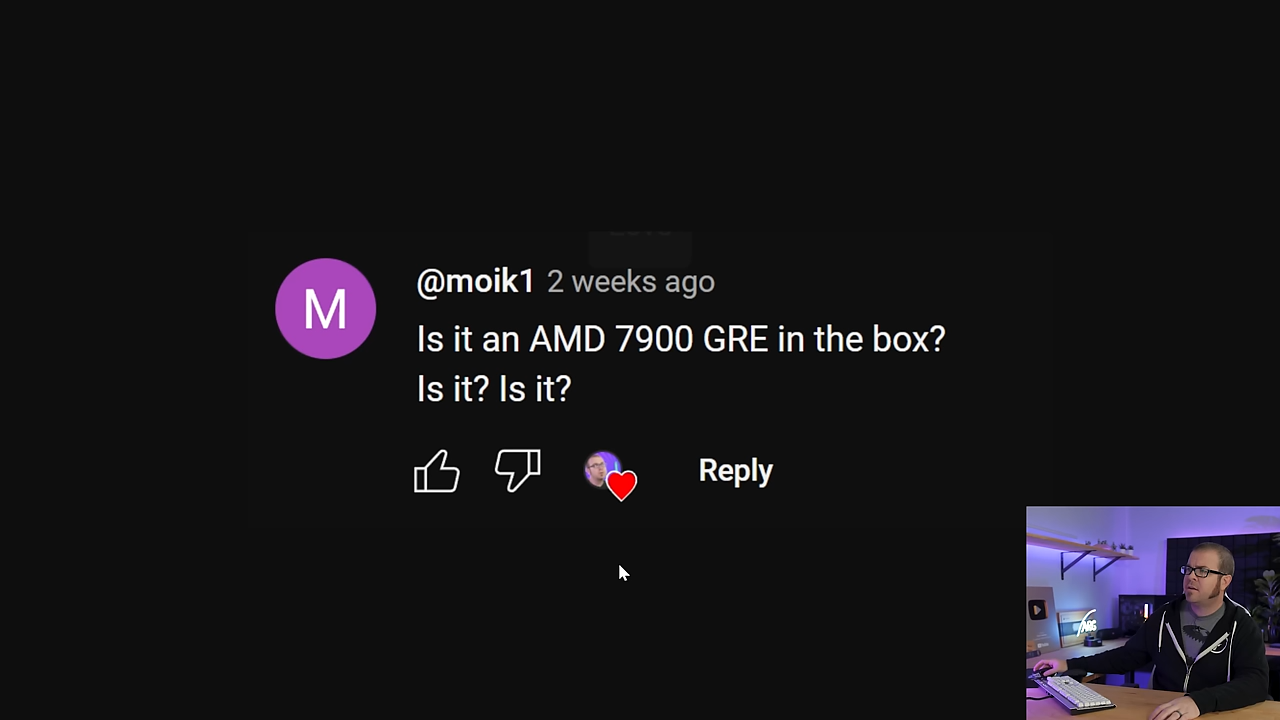 @moik1 2 weeks ago
Is it an AMD 7900 GRE in the box?
Is it? Is it?
Reply